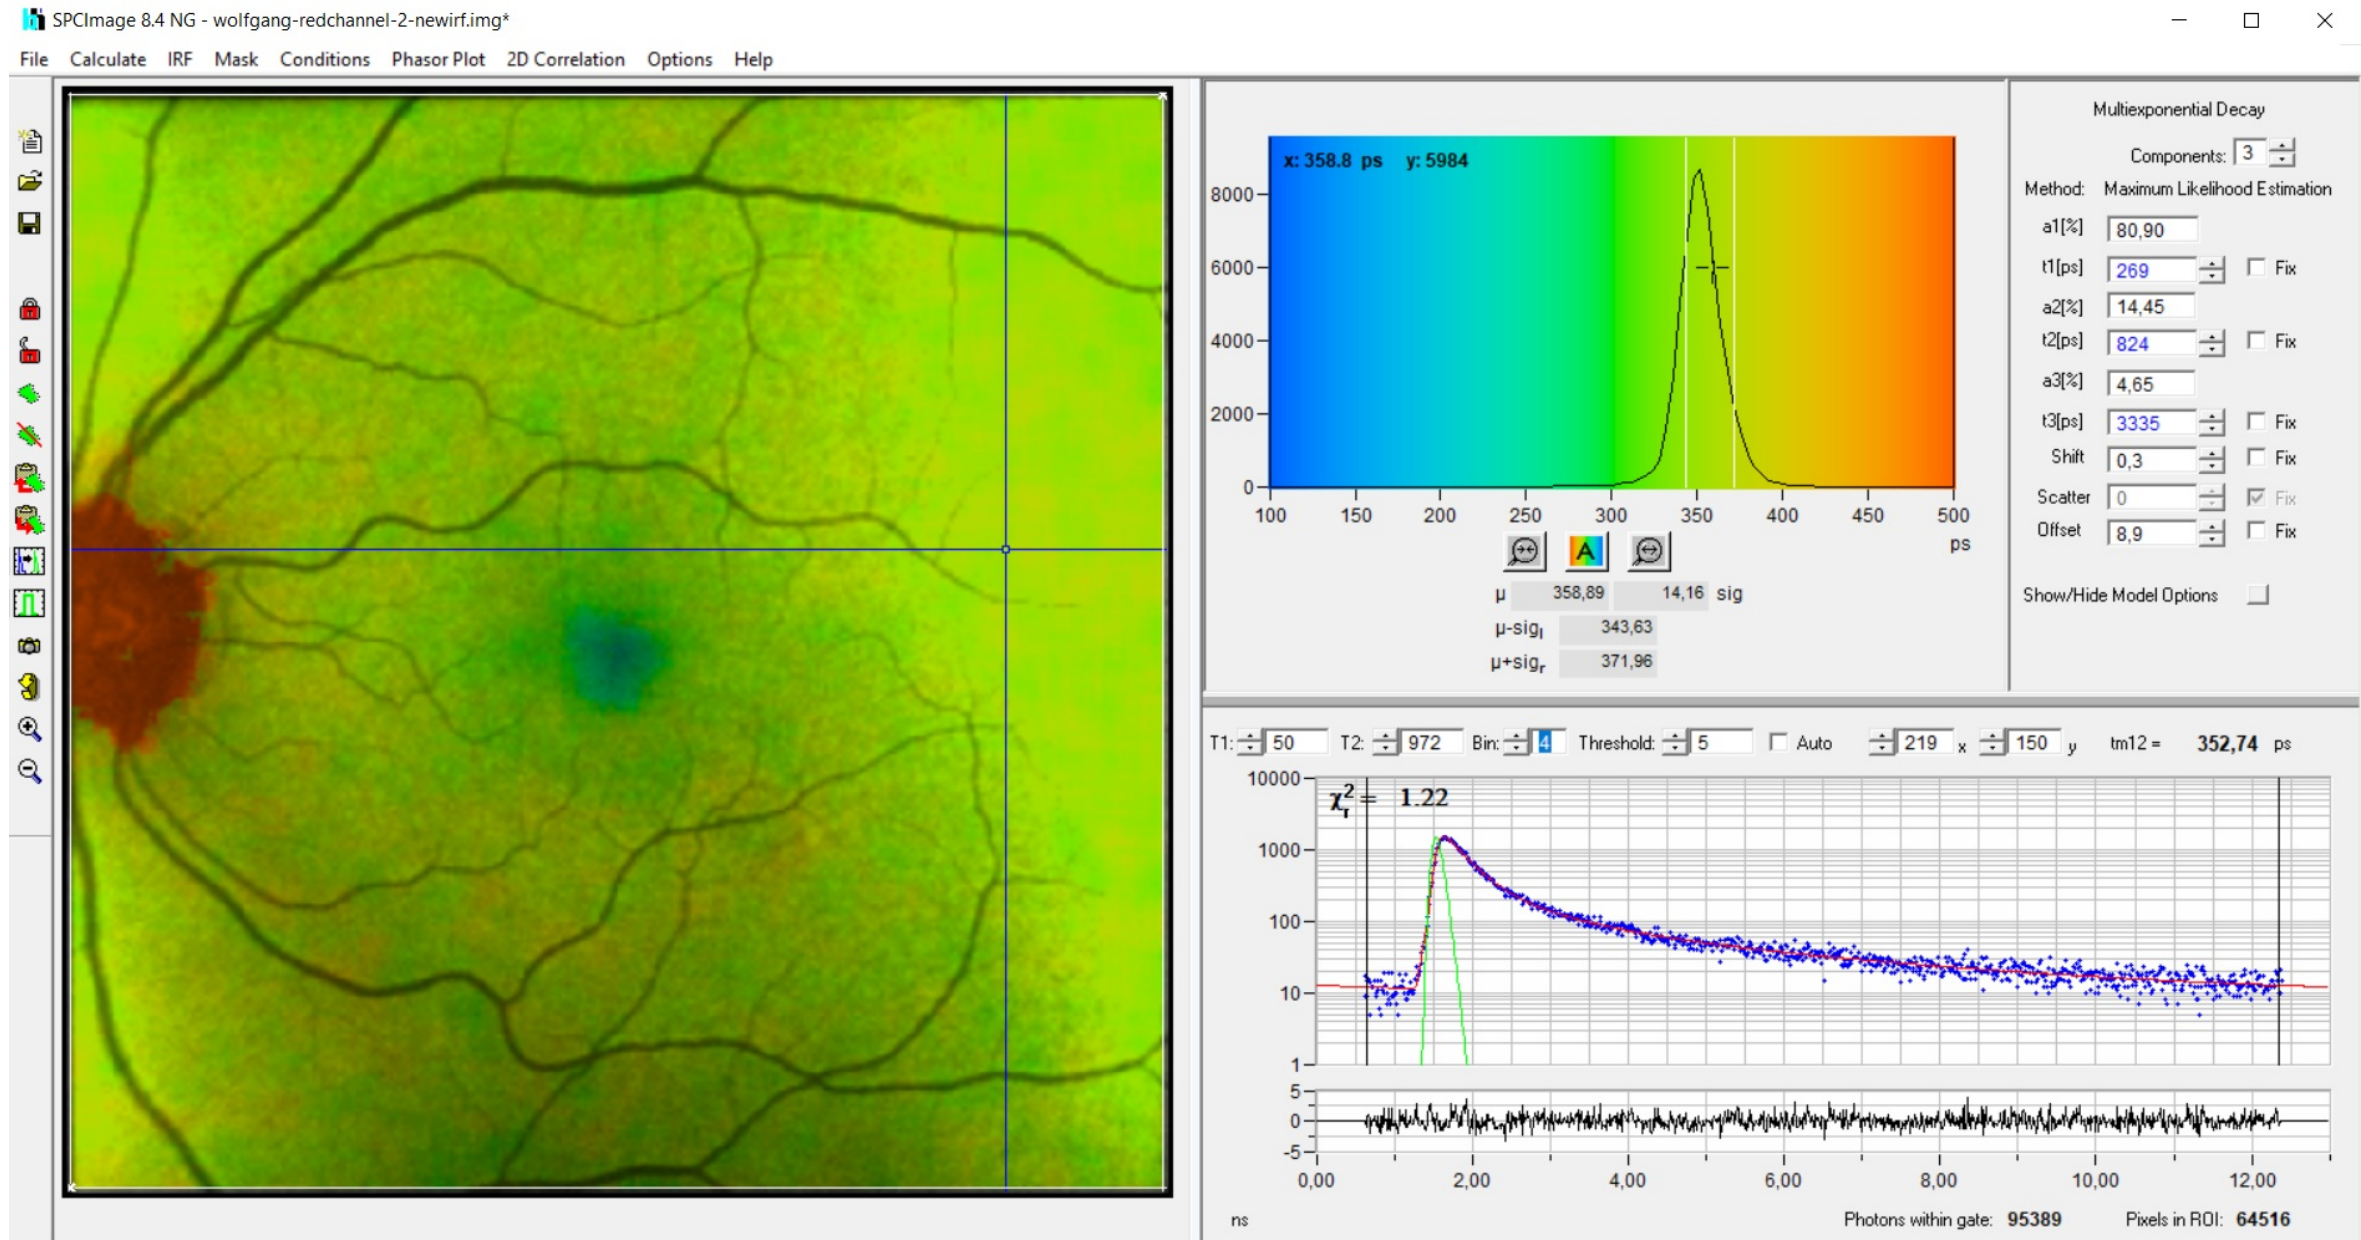 SPCImage 8.4 NG - wolfgang-redchannel-2-newirf.img*
File Calculate IRF Mask Conditions Phasor Plot 2D Correlation Options Help
x: 358.8 ps y: 5984
8000
6000
4000
2000
0
100 150 200 250 300 350 400 450 500
ps
A
µ 358,89 14,16 sig
µ-sigl 343,63
µ+sigr 371,96
Multiexponential Decay
Components: 3
Method: Maximum Likelihood Estimation
a1[%] 80,90
t1[ps] 269 Fix
a2[%] 14,45
t2[ps] 824 Fix
a3[%] 4,65
t3[ps] 3335 Fix
Shift 0,3 Fix
Scatter 0 Fix
Offset 8,9 Fix
Show/Hide Model Options
T1: 50 T2: 972 Bin: 4 Threshold: 5 Auto 219 x 150 y tm12 = 352,74 ps
χr2 = 1.22
10000
1000
100
10
1
5
0
-5
0,00 2,00 4,00 6,00 8,00 10,00 12,00
ns Photons within gate: 95389 Pixels in ROI: 64516